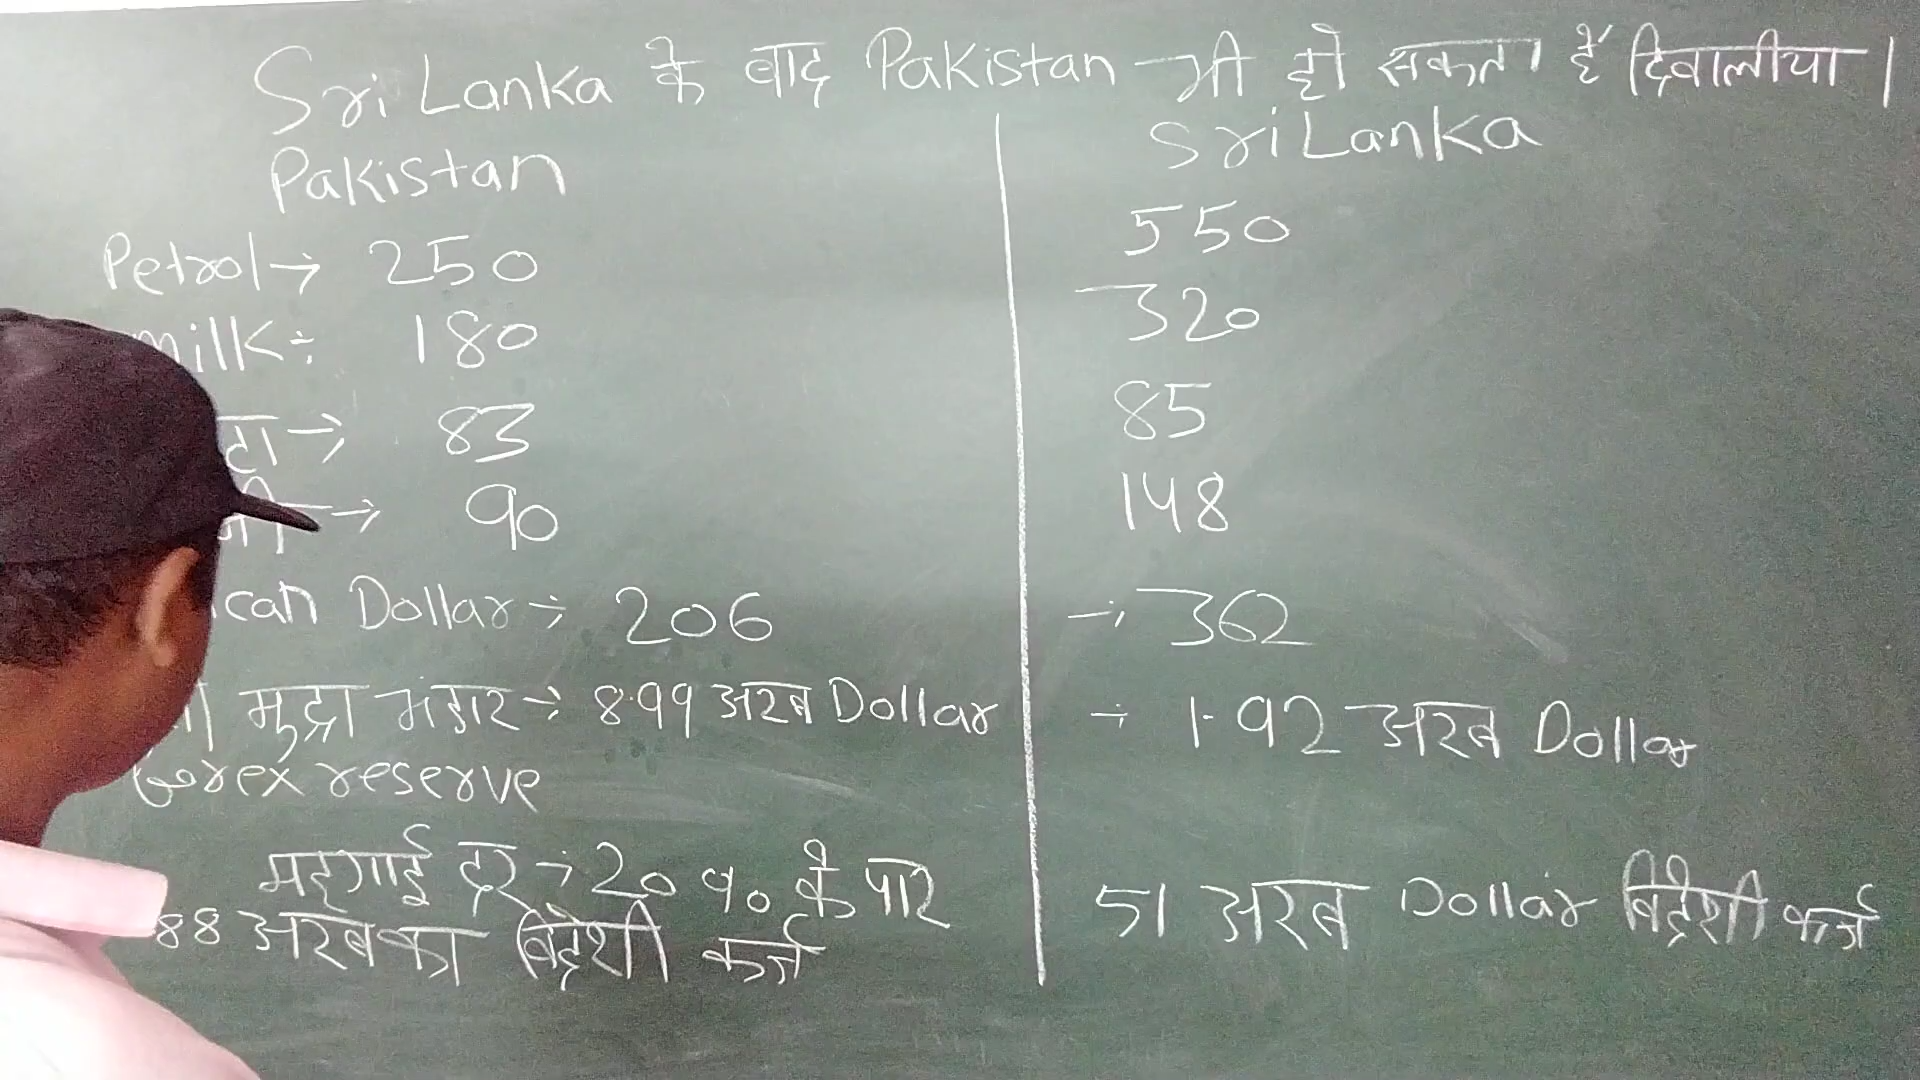 Sri Lanka के बाद Pakistan भी हो सकता है दिवालीया।
Pakistan
Petrol → 250
milk ÷ 180
83
90
Dollar ÷ 206
मुद्रा भंडार ÷ 8.99 अरब Dollar
Forex reserve
महगाई दर ÷ 20 % के पार
88 अरब का विदेशी कर्ज
Sri Lanka
550
320
85
148
÷ 362
÷ 1.92 अरब Dollar
51 अरब Dollar विदेशी कर्ज